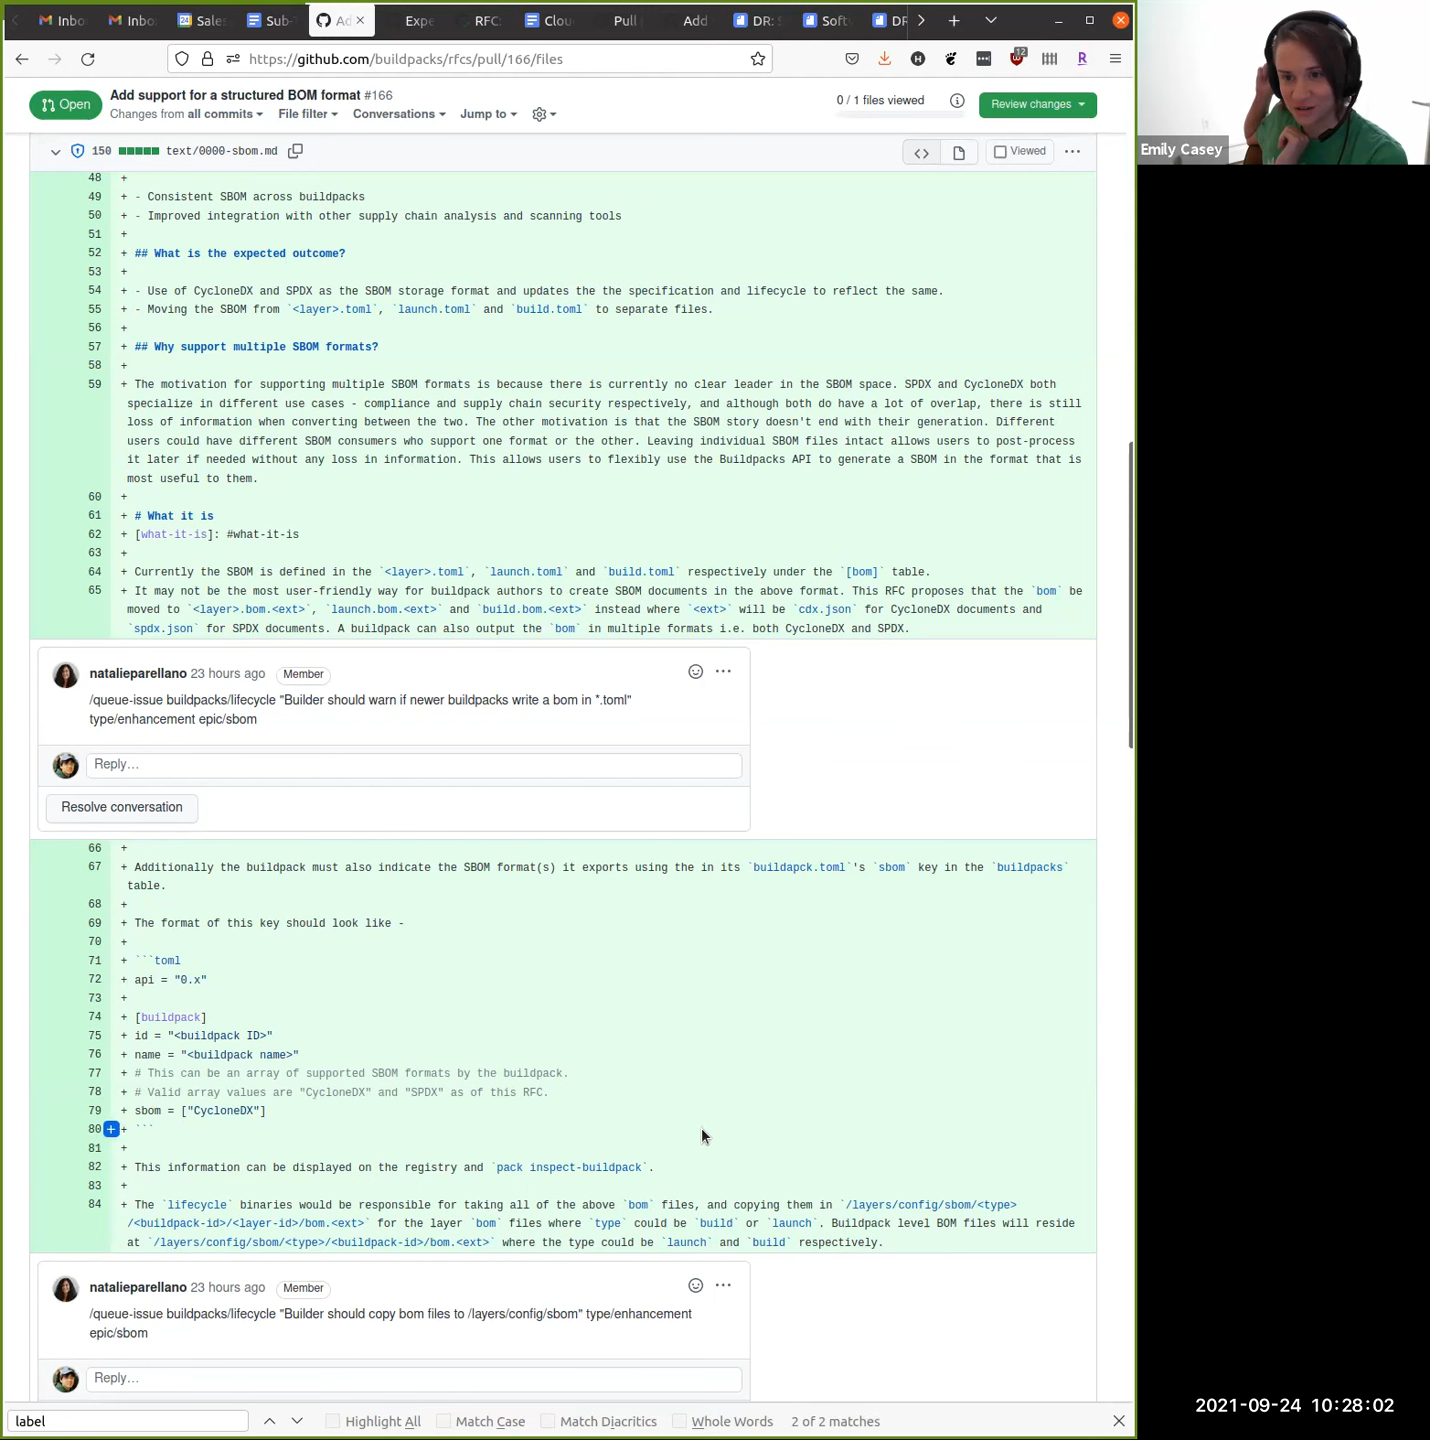 Inbo
Inbo
Sales
Sub-
Ad
Expe
RFC:
Clou
Pull
Add
DR: S
Soft
DR
https://github.com/buildpacks/rfcs/pull/166/files
12
Open
Add support for a structured BOM format #166
Changes from all commits
File filter
Conversations
Jump to
0 / 1 files viewed
Review changes
150
text/0000-sbom.md
Viewed
48 +
49 + - Consistent SBOM across buildpacks
50 + - Improved integration with other supply chain analysis and scanning tools
51 +
52 + ## What is the expected outcome?
53 +
54 + - Use of CycloneDX and SPDX as the SBOM storage format and updates the the specification and lifecycle to reflect the same.
55 + - Moving the SBOM from `<layer>.toml`, `launch.toml` and `build.toml` to separate files.
56 +
57 + ## Why support multiple SBOM formats?
58 +
59 + The motivation for supporting multiple SBOM formats is because there is currently no clear leader in the SBOM space. SPDX and CycloneDX both
specialize in different use cases - compliance and supply chain security respectively, and although both do have a lot of overlap, there is still
loss of information when converting between the two. The other motivation is that the SBOM story doesn't end with their generation. Different
users could have different SBOM consumers who support one format or the other. Leaving individual SBOM files intact allows users to post-process
it later if needed without any loss in information. This allows users to flexibly use the Buildpacks API to generate a SBOM in the format that is
most useful to them.
60 +
61 + # What it is
62 + [what-it-is]: #what-it-is
63 +
64 + Currently the SBOM is defined in the `<layer>.toml`, `launch.toml` and `build.toml` respectively under the `[bom]` table.
65 + It may not be the most user-friendly way for buildpack authors to create SBOM documents in the above format. This RFC proposes that the `bom` be
moved to `<layer>.bom.<ext>`, `launch.bom.<ext>` and `build.bom.<ext>` instead where `<ext>` will be `cdx.json` for CycloneDX documents and
`spdx.json` for SPDX documents. A buildpack can also output the `bom` in multiple formats i.e. both CycloneDX and SPDX.
natalieparellano 23 hours ago Member
/queue-issue buildpacks/lifecycle "Builder should warn if newer buildpacks write a bom in *.toml"
type/enhancement epic/sbom
Reply…
Resolve conversation
66 +
67 + Additionally the buildpack must also indicate the SBOM format(s) it exports using the in its `buildapck.toml`'s `sbom` key in the `buildpacks`
table.
68 +
69 + The format of this key should look like -
70 +
71 + ```toml
72 + api = "0.x"
73 +
74 + [buildpack]
75 + id = "<buildpack ID>"
76 + name = "<buildpack name>"
77 + # This can be an array of supported SBOM formats by the buildpack.
78 + # Valid array values are "CycloneDX" and "SPDX" as of this RFC.
79 + sbom = ["CycloneDX"]
80 + ```
81 +
82 + This information can be displayed on the registry and `pack inspect-buildpack`.
83 +
84 + The `lifecycle` binaries would be responsible for taking all of the above `bom` files, and copying them in `/layers/config/sbom/<type>
/<buildpack-id>/<layer-id>/bom.<ext>` for the layer `bom` files where `type` could be `build` or `launch`. Buildpack level BOM files will reside
at `/layers/config/sbom/<type>/<buildpack-id>/bom.<ext>` where the type could be `launch` and `build` respectively.
natalieparellano 23 hours ago Member
/queue-issue buildpacks/lifecycle "Builder should copy bom files to /layers/config/sbom" type/enhancement
epic/sbom
Reply…
label
Highlight All
Match Case
Match Diacritics
Whole Words
2 of 2 matches
Emily Casey
2021-09-24 10:28:02